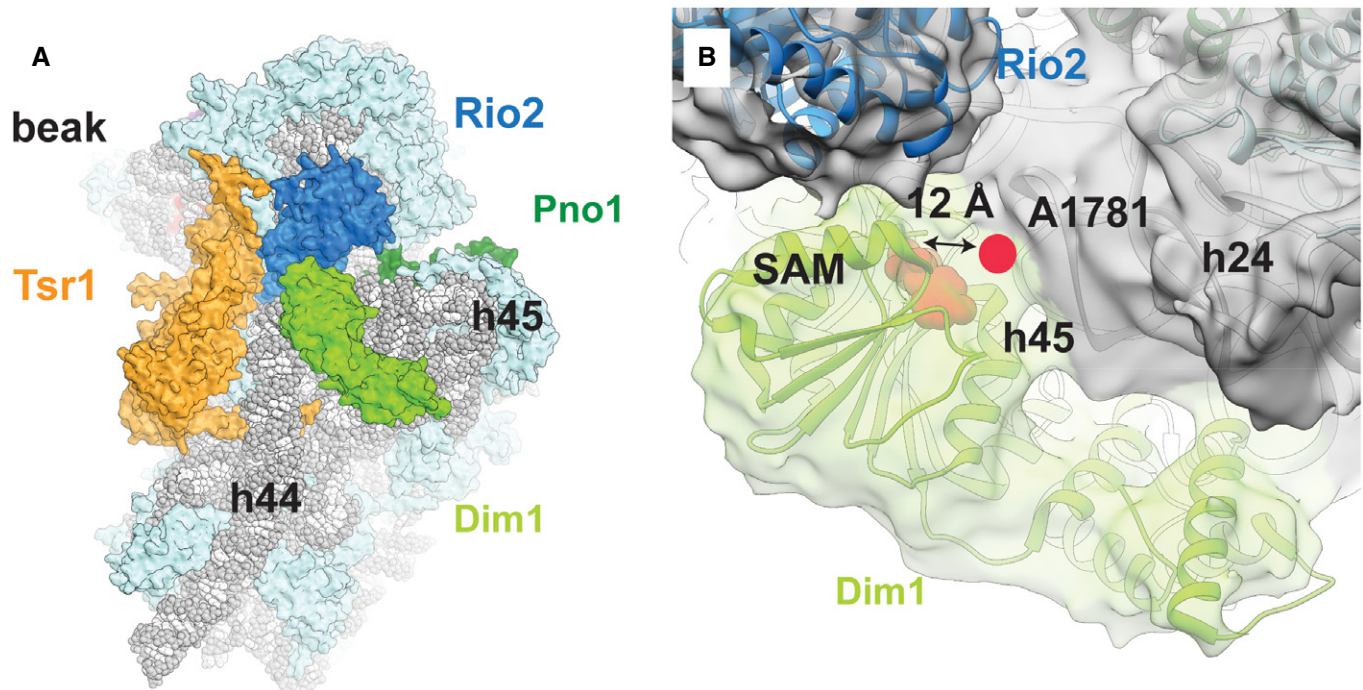 A
beak
Rio2
Pno1
Tsr1
h45
h44
Dim1
B
Rio2
12 Å
A1781
SAM
h24
h45
Dim1